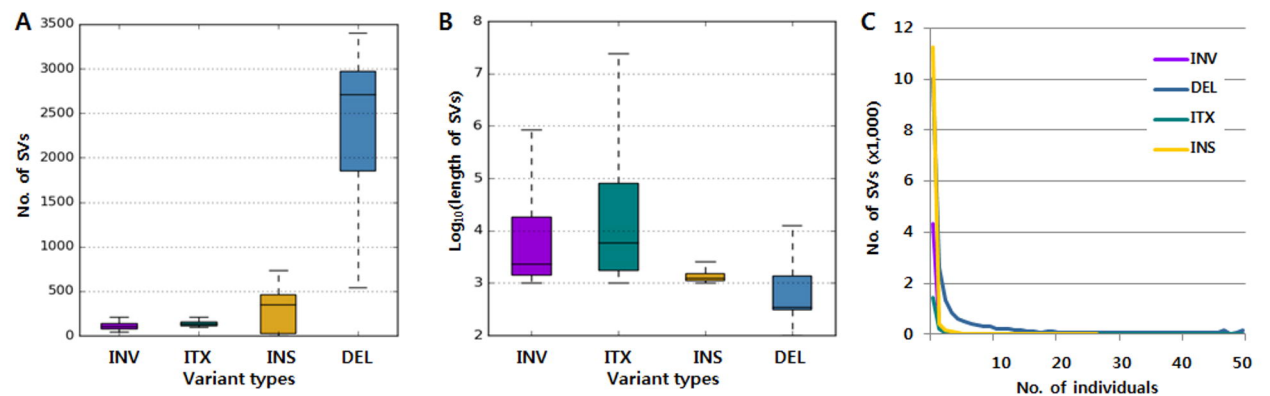 A
3500
3000
2500
2000
1500
1000
500
0
No. of SVs
INV ITX INS DEL
Variant types
B
8
7
6
5
4
3
2
Log10(length of SVs)
INV ITX INS DEL
Variant types
C
12
10
8
6
4
2
0
No. of SVs (x1,000)
INV
DEL
ITX
INS
10 20 30 40 50
No. of individuals